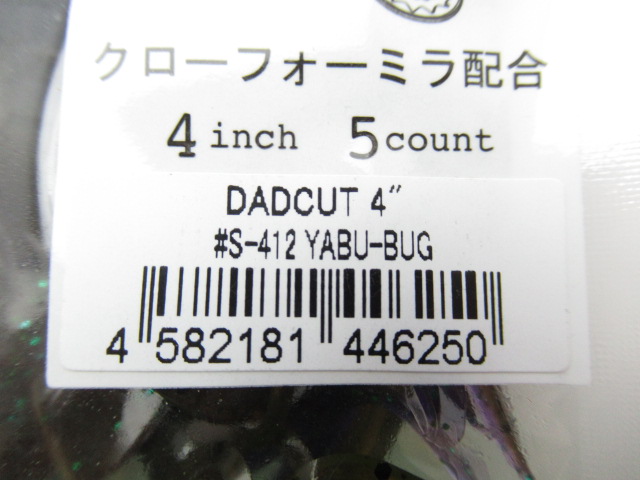 クローフォーミラ配合
4 inch 5 count
DADCUT 4″
#S-412 YABU-BUG
4 582181 446250